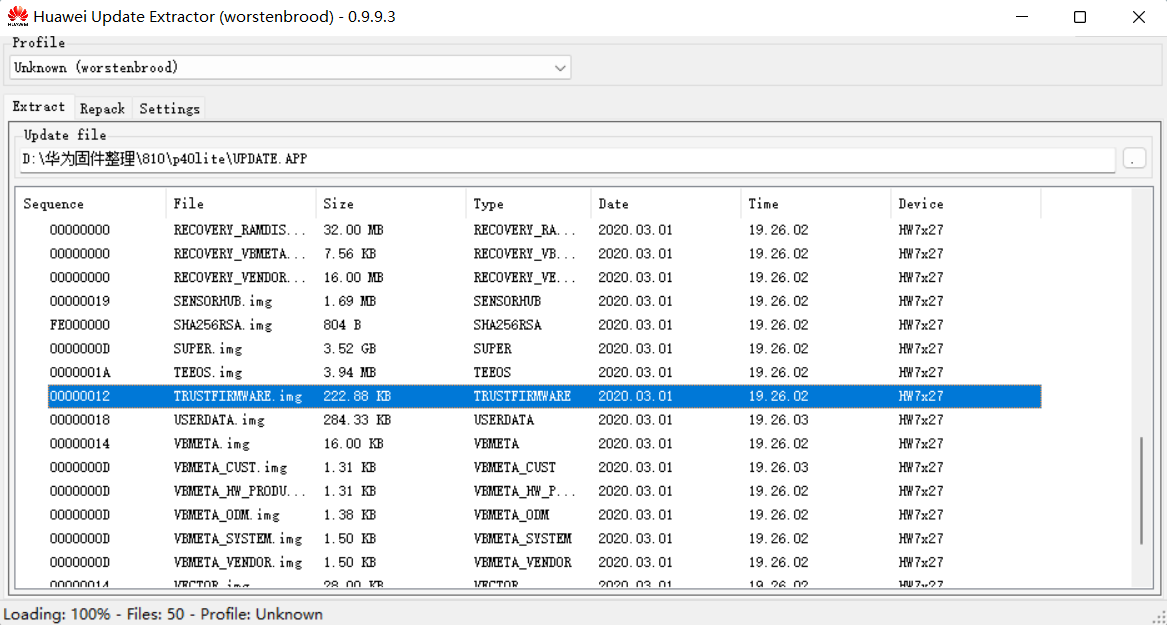 Huawei Update Extractor (worstenbrood) - 0.9.9.3
HUAWEI
Profile
Unknown (worstenbrood)
Extract Repack Settings
Update file
D:\华为固件整理\810\p40lite\UPDATE.APP
.
Sequence File Size Type Date Time Device
00000000 RECOVERY_RAMDIS... 32.00 MB RECOVERY_RA... 2020.03.01 19.26.02 HW7x27
00000000 RECOVERY_VBMETA... 7.56 KB RECOVERY_VB... 2020.03.01 19.26.02 HW7x27
00000000 RECOVERY_VENDOR... 16.00 MB RECOVERY_VE... 2020.03.01 19.26.02 HW7x27
00000019 SENSORHUB.img 1.69 MB SENSORHUB 2020.03.01 19.26.02 HW7x27
FE000000 SHA256RSA.img 804 B SHA256RSA 2020.03.01 19.26.02 HW7x27
0000000D SUPER.img 3.52 GB SUPER 2020.03.01 19.26.02 HW7x27
0000001A TEEOS.img 3.94 MB TEEOS 2020.03.01 19.26.02 HW7x27
00000012 TRUSTFIRMWARE.img 222.88 KB TRUSTFIRMWARE 2020.03.01 19.26.02 HW7x27
00000018 USERDATA.img 284.33 KB USERDATA 2020.03.01 19.26.03 HW7x27
00000014 VBMETA.img 16.00 KB VBMETA 2020.03.01 19.26.02 HW7x27
0000000D VBMETA_CUST.img 1.31 KB VBMETA_CUST 2020.03.01 19.26.03 HW7x27
0000000D VBMETA_HW_PRODU... 1.31 KB VBMETA_HW_P... 2020.03.01 19.26.02 HW7x27
0000000D VBMETA_ODM.img 1.38 KB VBMETA_ODM 2020.03.01 19.26.02 HW7x27
0000000D VBMETA_SYSTEM.img 1.50 KB VBMETA_SYSTEM 2020.03.01 19.26.02 HW7x27
0000000D VBMETA_VENDOR.img 1.50 KB VBMETA_VENDOR 2020.03.01 19.26.02 HW7x27
00000014 VECTOR.img 28.00 KB VECTOR 2020.03.01 19.26.02 HW7x27
Loading: 100% - Files: 50 - Profile: Unknown